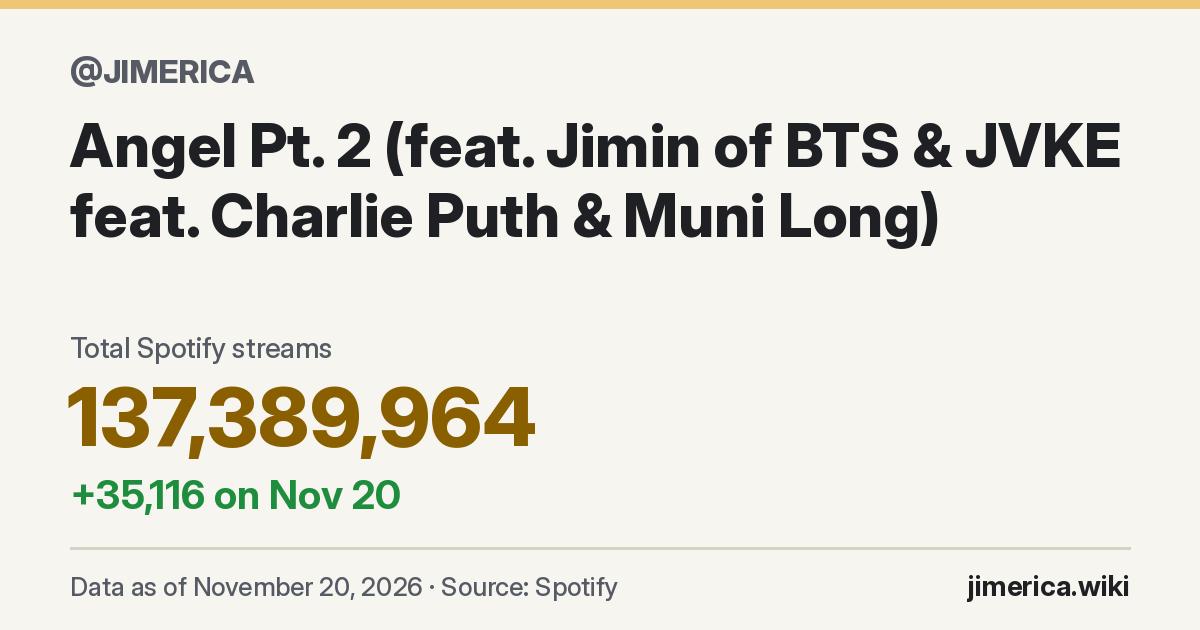 @JIMERICA
Angel Pt. 2 (feat. Jimin of BTS & JVKE
feat. Charlie Puth & Muni Long)
Total Spotify streams
137,389,964
+35,116 on Nov 20
Data as of November 20, 2026 · Source: Spotify
jimerica.wiki